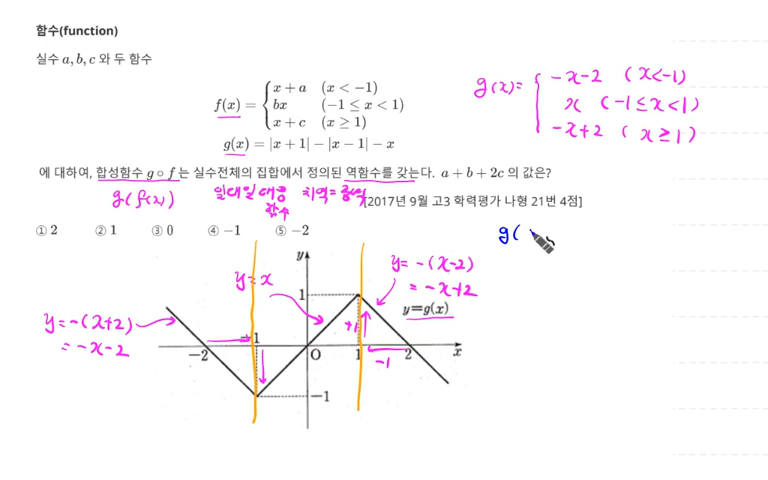 함수(function)
실수 a, b, c 와 두 함수
f(x) = { x + a (x < −1)
bx (−1 ≤ x < 1)
x + c (x ≥ 1)
g(x) = |x + 1| − |x − 1| − x
g(x) = { −x−2 (x<−1)
x (−1≤x<1)
−x+2 (x≥1)
에 대하여, 합성함수 g ∘ f 는 실수전체의 집합에서 정의된 역함수를 갖는다. a + b + 2c 의 값은?
g(f(x)) 일대일 대응 함수 치역=공역
[2017년 9월 고3 학력평가 나형 21번 4점]
① 2 ② 1 ③ 0 ④ −1 ⑤ −2
g(
y
y=x
y=−(x−2)
=−x+2
1
y=g(x)
y=−(x+2)
=−x−2
+1
−2 −1 O 1 2 x
−1
−1